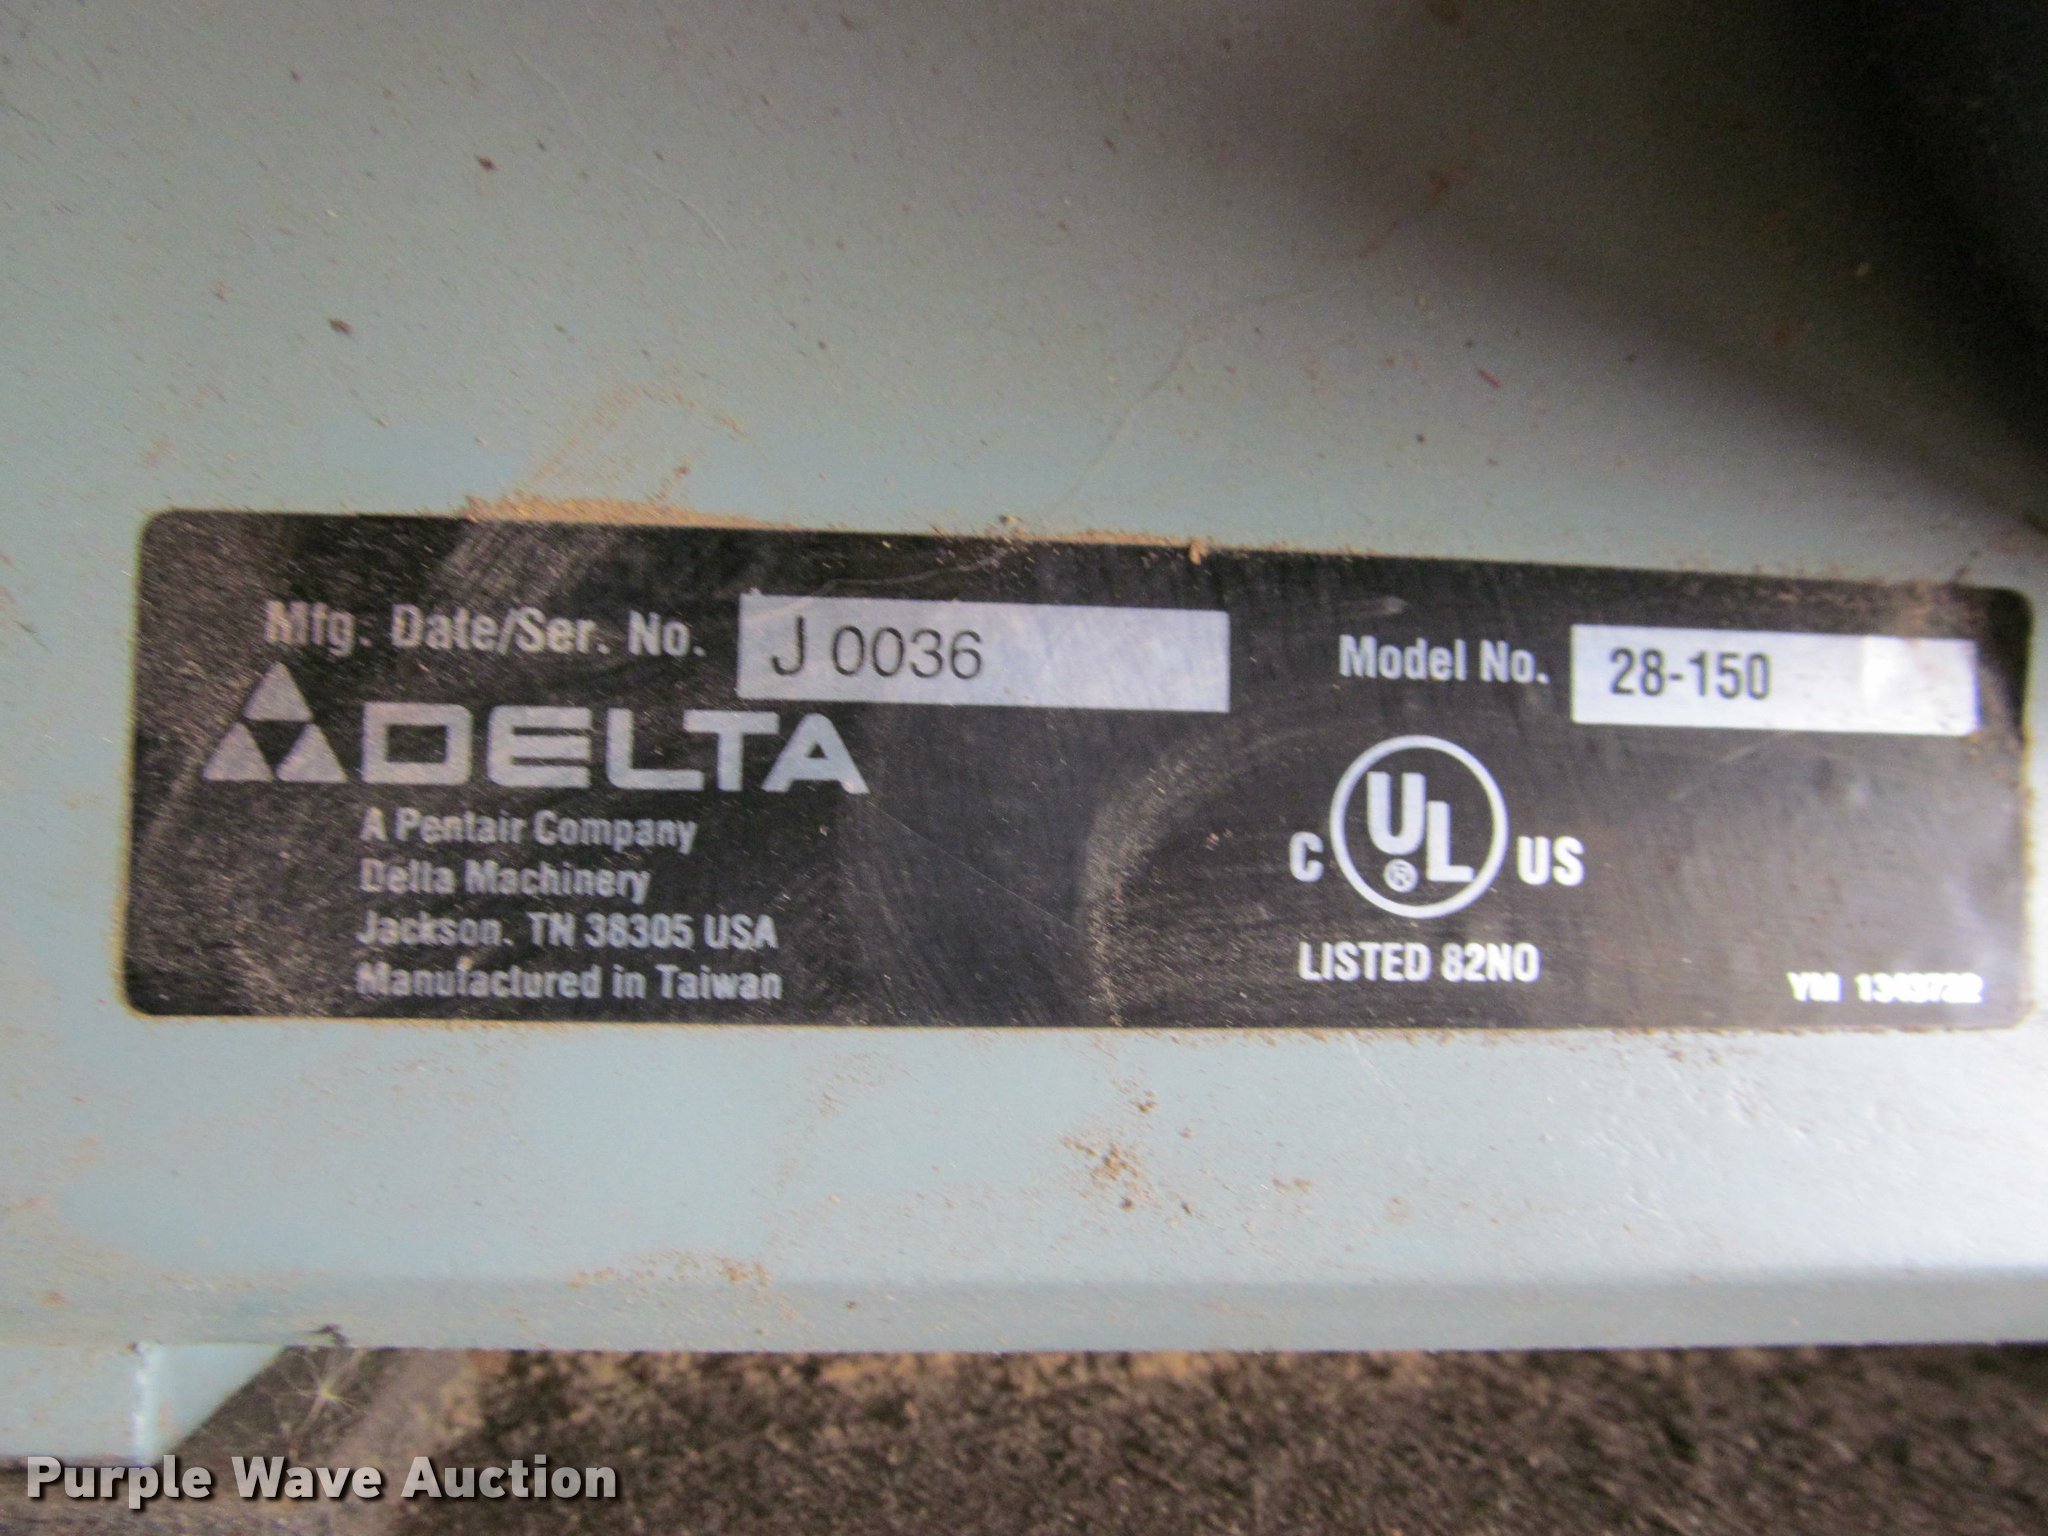 Mfg. Date/Ser. No. J 0036 Model No. 28-150
DELTA
A Pentair Company
Delta Machinery
Jackson, TN 38305 USA
Manufactured in Taiwan
C UL® US
LISTED 82NO
YM
Purple Wave Auction